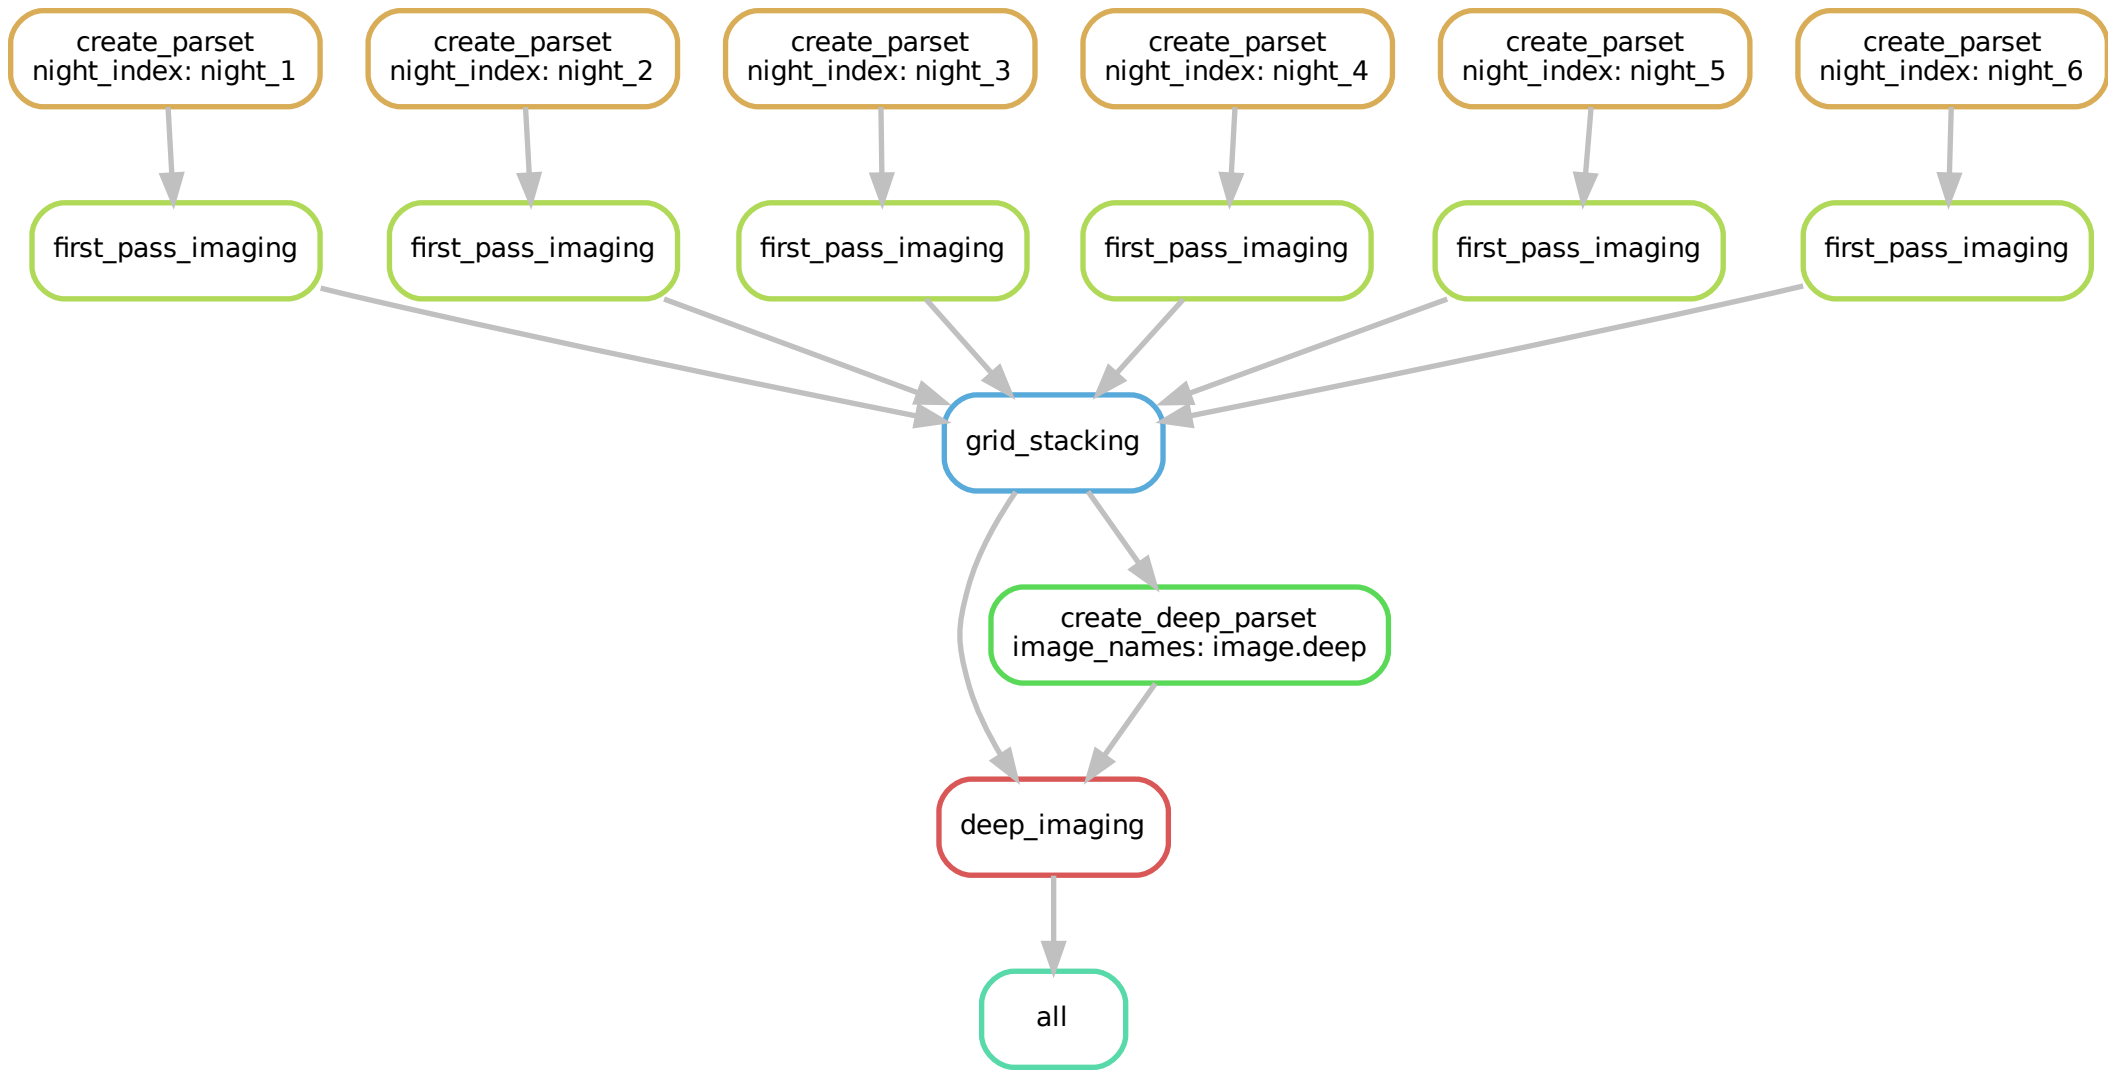 create_parset
night_index: night_1
create_parset
night_index: night_2
create_parset
night_index: night_3
create_parset
night_index: night_4
create_parset
night_index: night_5
create_parset
night_index: night_6
first_pass_imaging
first_pass_imaging
first_pass_imaging
first_pass_imaging
first_pass_imaging
first_pass_imaging
grid_stacking
create_deep_parset
image_names: image.deep
deep_imaging
all